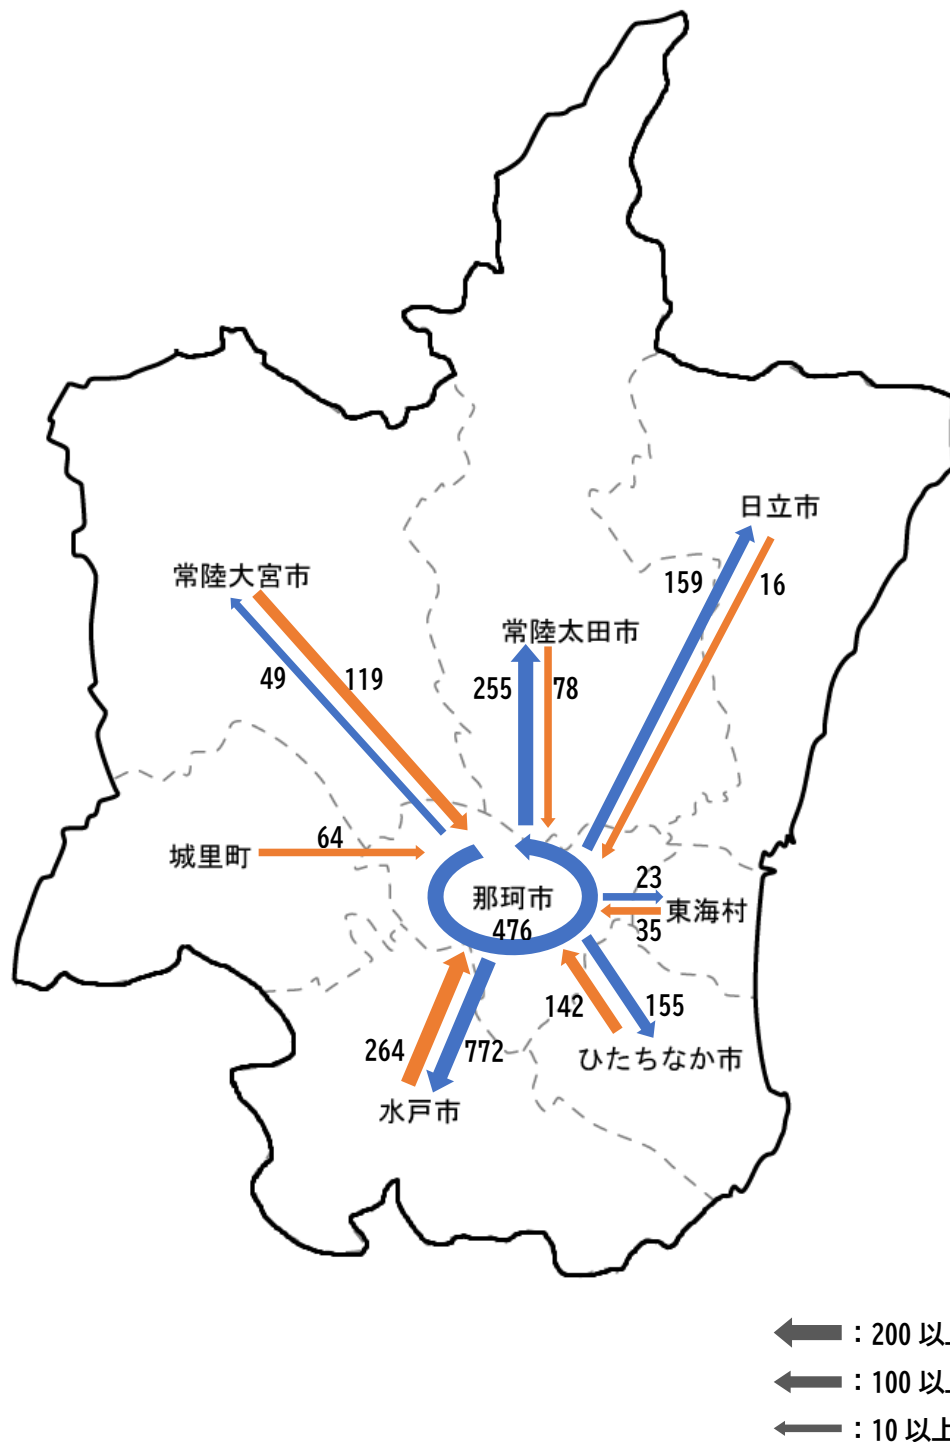 日立市
159
16
常陸大宮市
常陸太田市
49
119
255
78
城里町
64
那珂市
476
23
東海村
35
142
155
ひたちなか市
264
772
水戸市
：200 以
：100 以
：10 以上